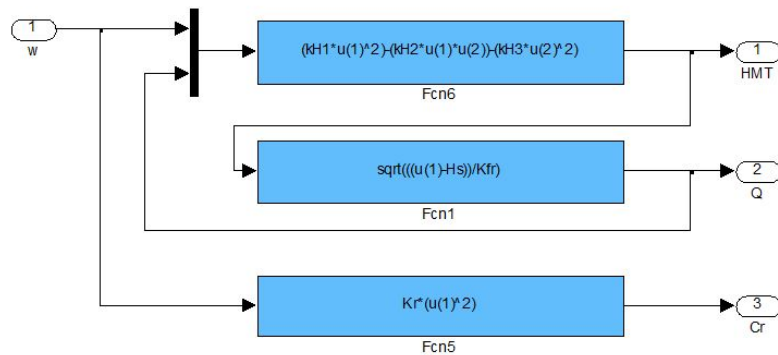 1
w
(kH1*u(1)^2)-(kH2*u(1)*u(2))-(kH3*u(2)^2)
Fcn6
1
HMT
sqrt(((u(1)-Hs))/Kfr)
Fcn1
2
Q
Kr*(u(1)^2)
Fcn5
3
Cr